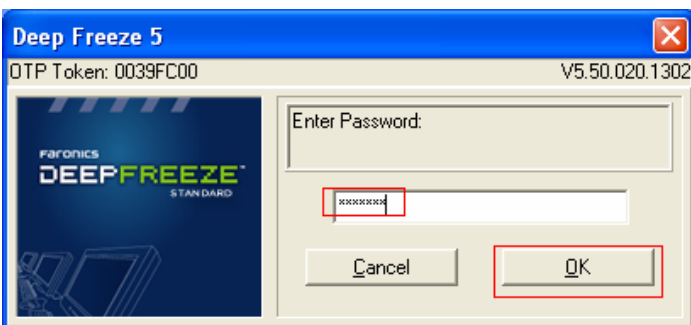 Deep Freeze 5
OTP Token: 0039FC00 V5.50.020.1302
Enter Password:
FARONICS
DEEPFREEZE
STANDARD
*******
Cancel OK